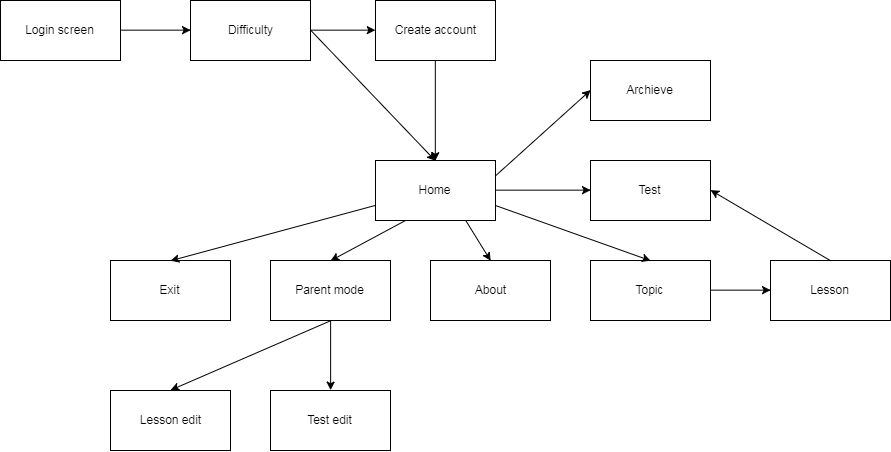 Login screen
Difficulty
Create account
Archieve
Home
Test
Exit
Parent mode
About
Topic
Lesson
Lesson edit
Test edit